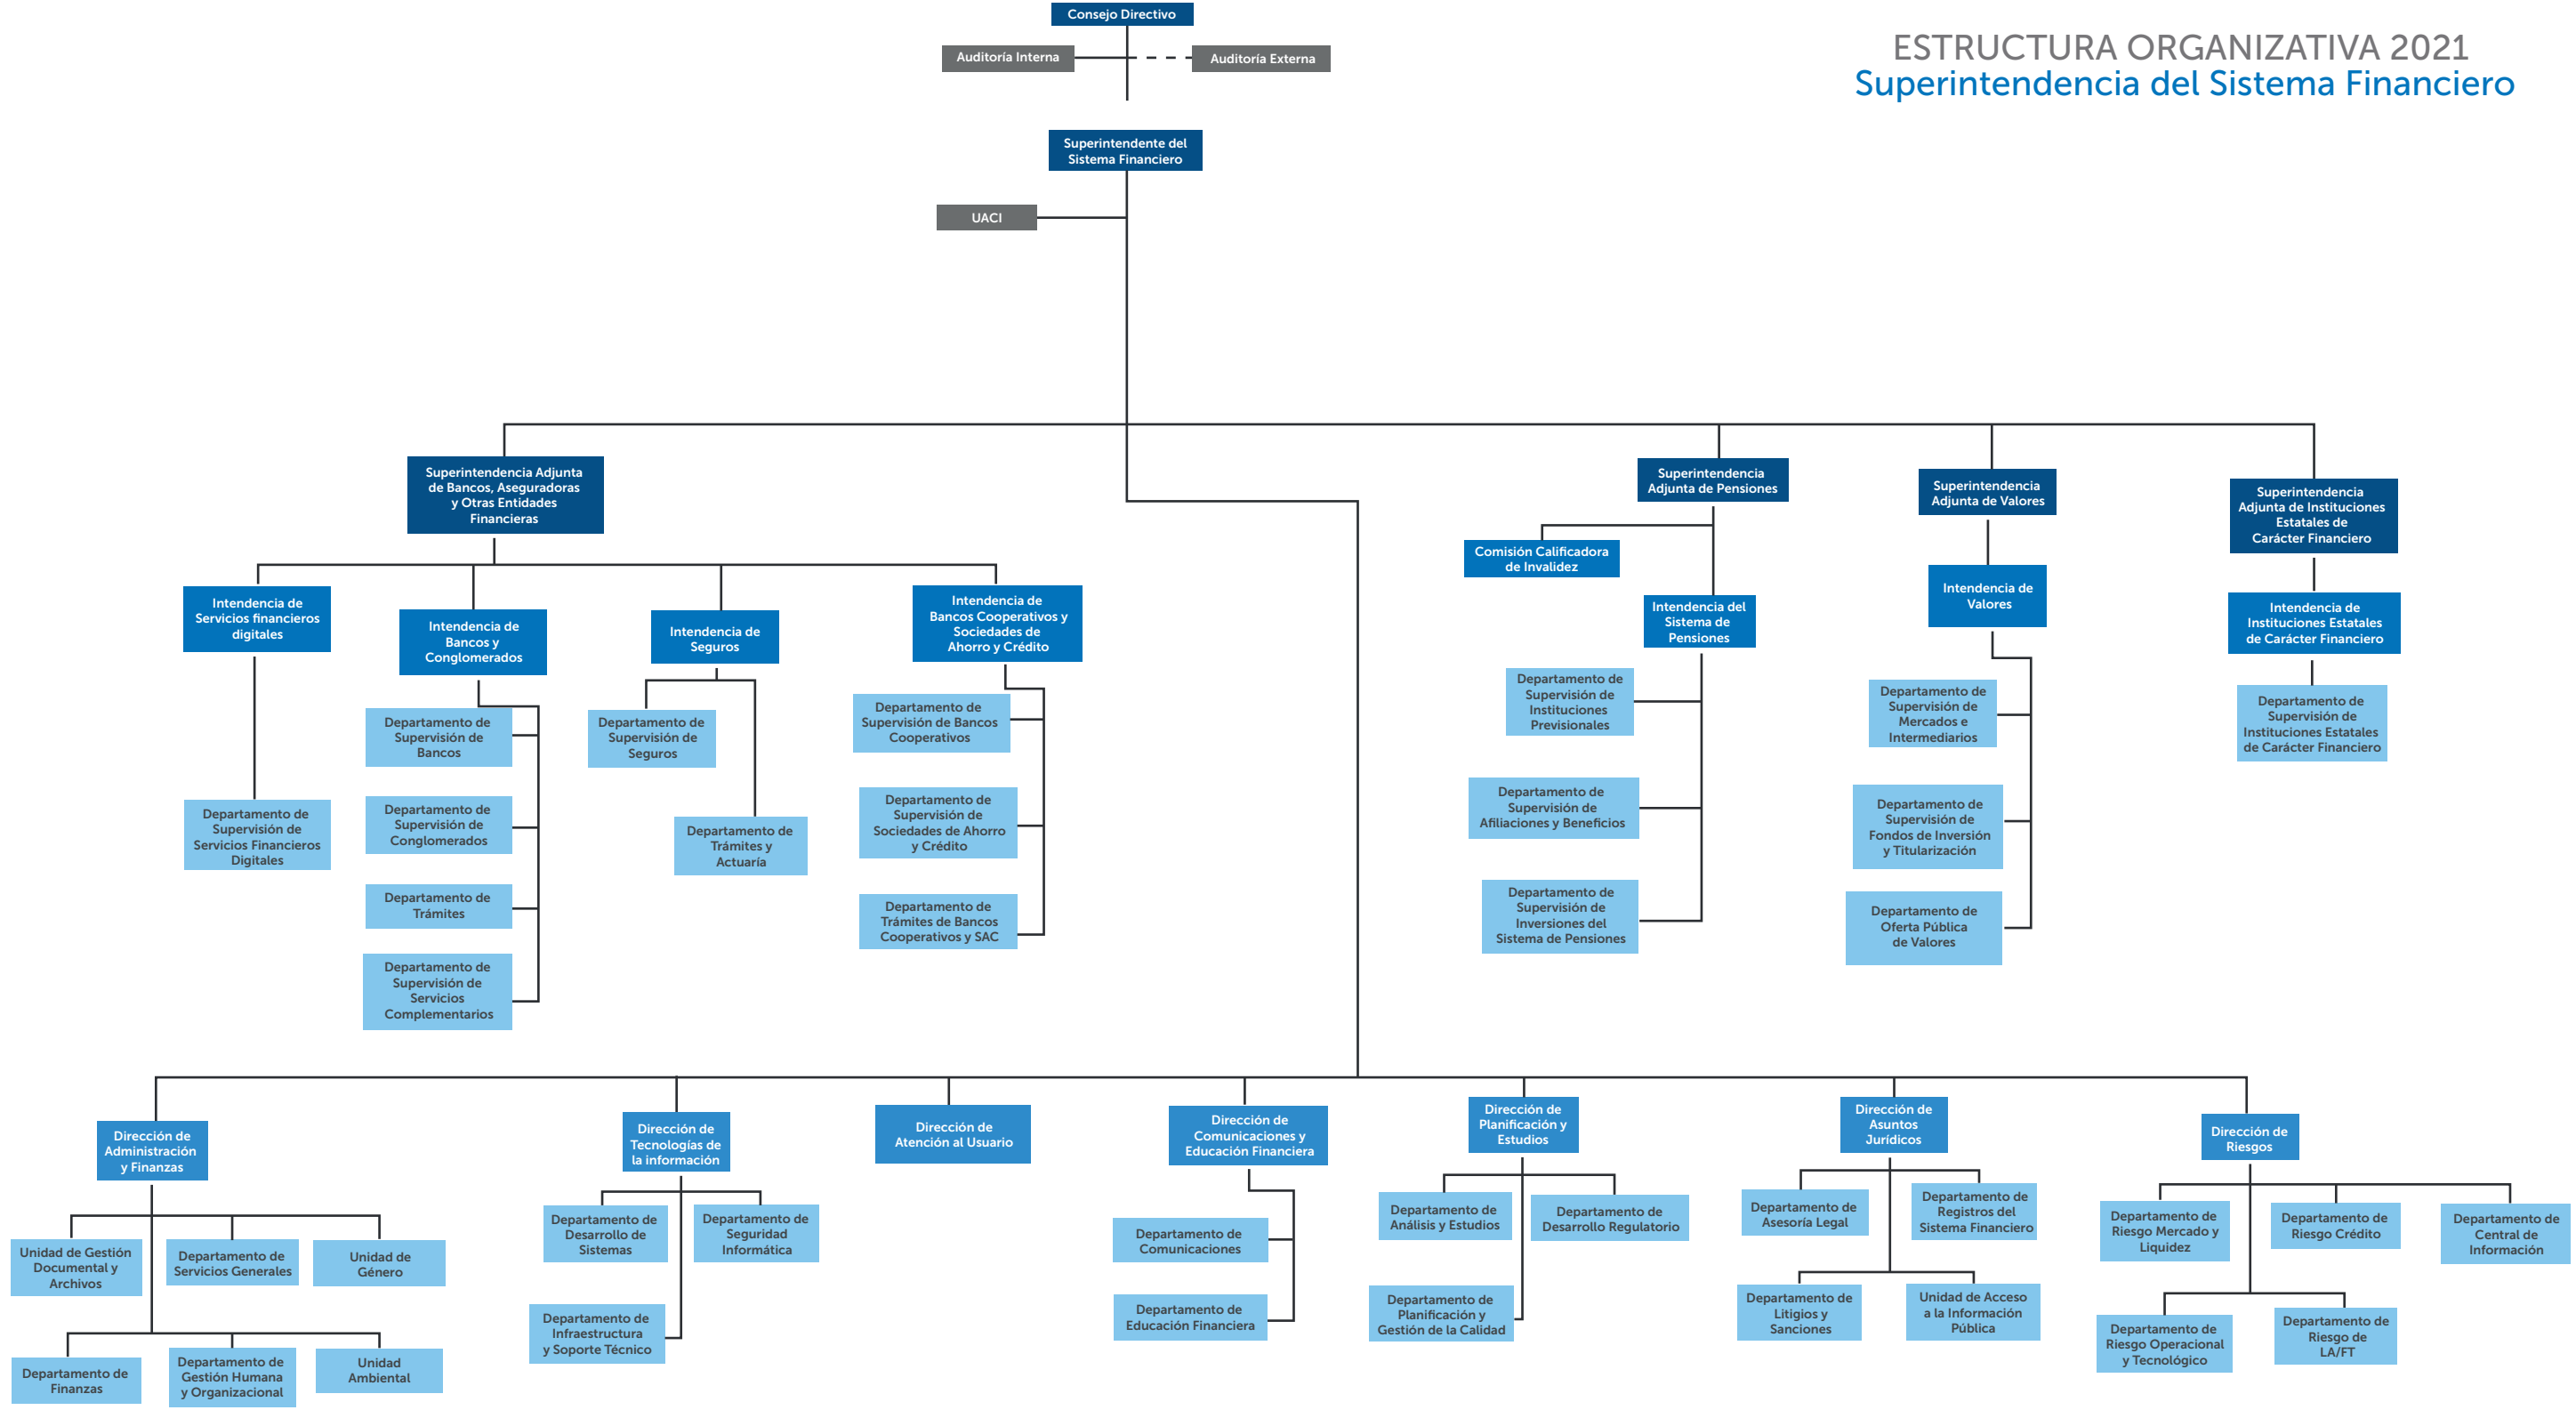 Consejo Directivo
Auditoría Interna
Auditoría Externa
ESTRUCTURA ORGANIZATIVA 2021
Superintendencia del Sistema Financiero
Superintendente del
Sistema Financiero
UACI
Superintendencia Adjunta
de Bancos, Aseguradoras
y Otras Entidades
Financieras
Superintendencia
Adjunta de Pensiones
Superintendencia
Adjunta de Valores
Superintendencia
Adjunta de Instituciones
Estatales de
Carácter Financiero
Comisión Calificadora
de Invalidez
Intendencia de
Servicios financieros
digitales
Intendencia de
Bancos y
Conglomerados
Intendencia de
Seguros
Intendencia de
Bancos Cooperativos y
Sociedades de
Ahorro y Crédito
Intendencia del
Sistema de
Pensiones
Intendencia de
Valores
Intendencia de
Instituciones Estatales
de Carácter Financiero
Departamento de
Supervisión de
Servicios Financieros
Digitales
Departamento de
Supervisión de
Bancos
Departamento de
Supervisión de
Conglomerados
Departamento de
Trámites
Departamento de
Supervisión de
Servicios
Complementarios
Departamento de
Supervisión de
Seguros
Departamento de
Trámites y
Actuaría
Departamento de
Supervisión de Bancos
Cooperativos
Departamento de
Supervisión de
Sociedades de Ahorro
y Crédito
Departamento de
Trámites de Bancos
Cooperativos y SAC
Departamento de
Supervisión de
Instituciones
Previsionales
Departamento de
Supervisión de
Afiliaciones y Beneficios
Departamento de
Supervisión de
Inversiones del
Sistema de Pensiones
Departamento de
Supervisión de
Mercados e
Intermediarios
Departamento de
Supervisión de
Fondos de Inversión
y Titularización
Departamento de
Oferta Pública
de Valores
Departamento de
Supervisión de
Instituciones Estatales
de Carácter Financiero
Dirección de
Administración
y Finanzas
Dirección de
Tecnologías de
la información
Dirección de
Atención al Usuario
Dirección de
Comunicaciones y
Educación Financiera
Dirección de
Planificación y
Estudios
Dirección de
Asuntos
Jurídicos
Dirección de
Riesgos
Unidad de Gestión
Documental y
Archivos
Departamento de
Servicios Generales
Unidad de
Género
Departamento de
Finanzas
Departamento de
Gestión Humana
y Organizacional
Unidad
Ambiental
Departamento de
Desarrollo de
Sistemas
Departamento de
Seguridad
Informática
Departamento de
Infraestructura
y Soporte Técnico
Departamento de
Comunicaciones
Departamento de
Educación Financiera
Departamento de
Análisis y Estudios
Departamento de
Desarrollo Regulatorio
Departamento de
Planificación y
Gestión de la Calidad
Departamento de
Asesoría Legal
Departamento de
Registros del
Sistema Financiero
Departamento de
Litigios y
Sanciones
Unidad de Acceso
a la Información
Pública
Departamento de
Riesgo Mercado y
Liquidez
Departamento de
Riesgo Crédito
Departamento de
Central de
Información
Departamento de
Riesgo Operacional
y Tecnológico
Departamento de
Riesgo de
LA/FT